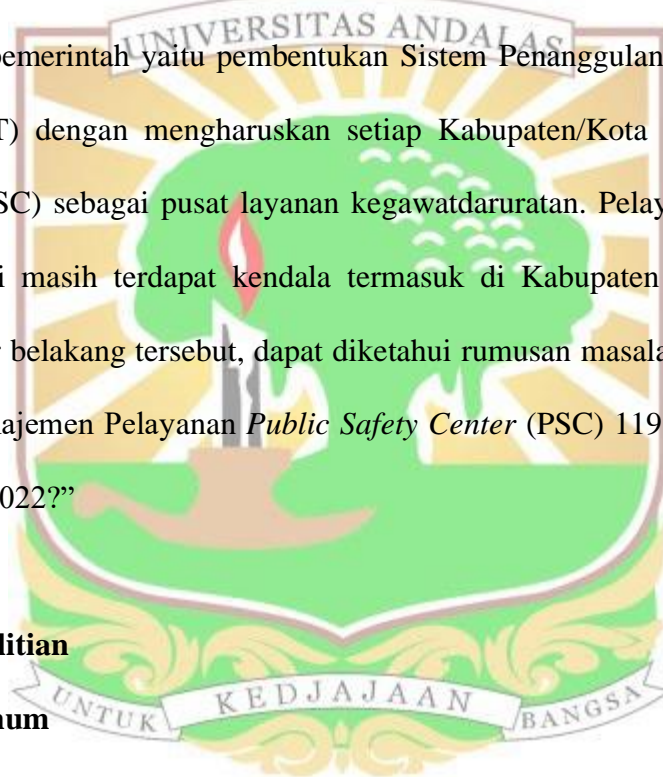 UNIVERSITAS ANDALAS
pemerintah yaitu pembentukan Sistem Penanggulan
T) dengan mengharuskan setiap Kabupaten/Kota
SC) sebagai pusat layanan kegawatdaruratan. Pelay
i masih terdapat kendala termasuk di Kabupaten
r belakang tersebut, dapat diketahui rumusan masala
najemen Pelayanan Public Safety Center (PSC) 119
022?”
litian
UNTUK KEDJAJAAN BANGSA
num